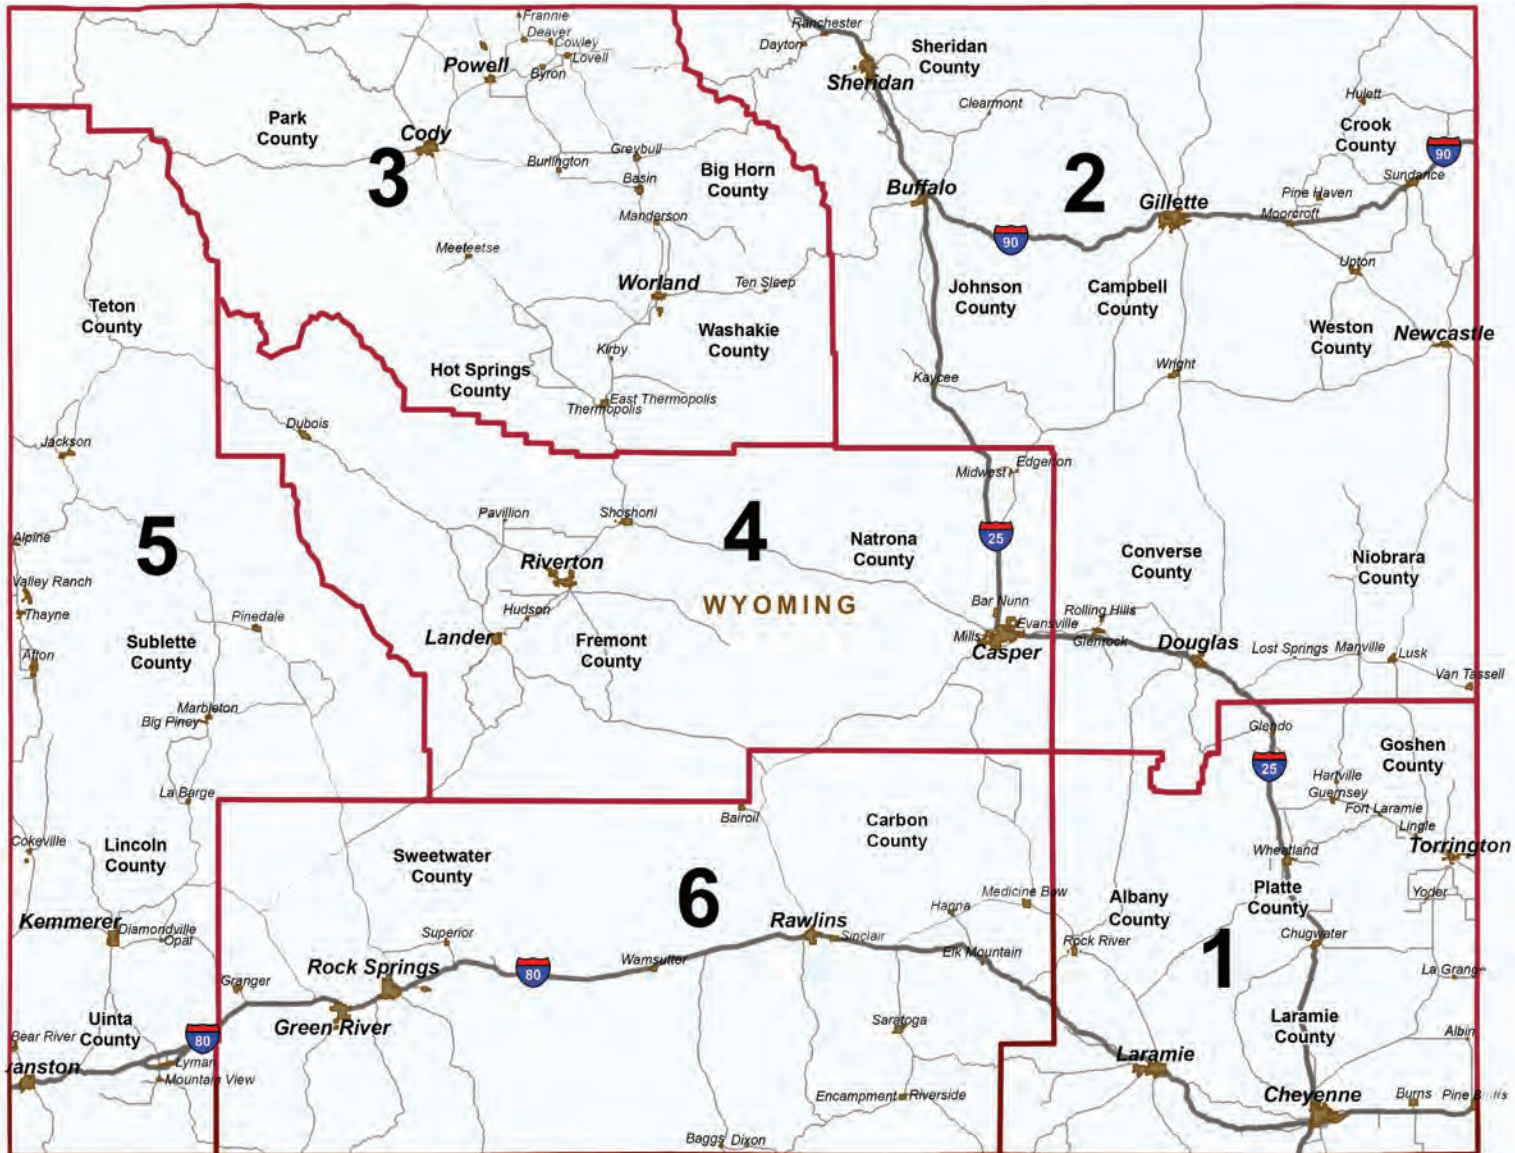 Frannie
Deaver
Cowley
Lovell
Powell
Byron
Ranchester
Dayton
Sheridan
Sheridan
County
Clearmont
Hulett
Crook
County
90
Sundance
Park
County
Cody
3
Burlington
Greybull
Basin
Big Horn
County
Manderson
Buffalo
2
Gillette
Pine Haven
Moorcroft
90
Meeteetse
Worland
Ten Sleep
Upton
Teton
County
Johnson
County
Campbell
County
Weston
County
Newcastle
Washakie
County
Kirby
Hot Springs
County
East Thermopolis
Thermopolis
Kaycee
Wright
Dubois
Jackson
Midwest
Edgerton
5
Pavillion
Shoshoni
4
Natrona
County
25
Converse
County
Niobrara
County
Alpine
Riverton
Valley Ranch
Thayne
WYOMING
Hudson
Lander
Fremont
County
Bar Nunn
Evansville
Mills
Casper
Rolling Hills
Glenrock
Douglas
Lost Springs
Manville
Lusk
Van Tassell
Pinedale
Sublette
County
Afton
Marbleton
Big Piney
Glendo
25
Goshen
County
Hartville
Guernsey
Fort Laramie
Lingle
Torrington
La Barge
Bairoil
Carbon
County
Cokeville
Lincoln
County
Sweetwater
County
Wheatland
6
Medicine Bow
Albany
County
Platte
County
Yoder
Kemmerer
Diamondville
Opal
Superior
Rawlins
Sinclair
Hanna
Elk Mountain
Rock River
1
Chugwater
Rock Springs
80
Wamsutter
La Grange
Granger
Green River
Uinta
County
80
Bear River
Saratoga
Laramie
County
Albin
Lyman
Mountain View
Laramie
Encampment
Riverside
Cheyenne
Burns
Baggs
Dixon